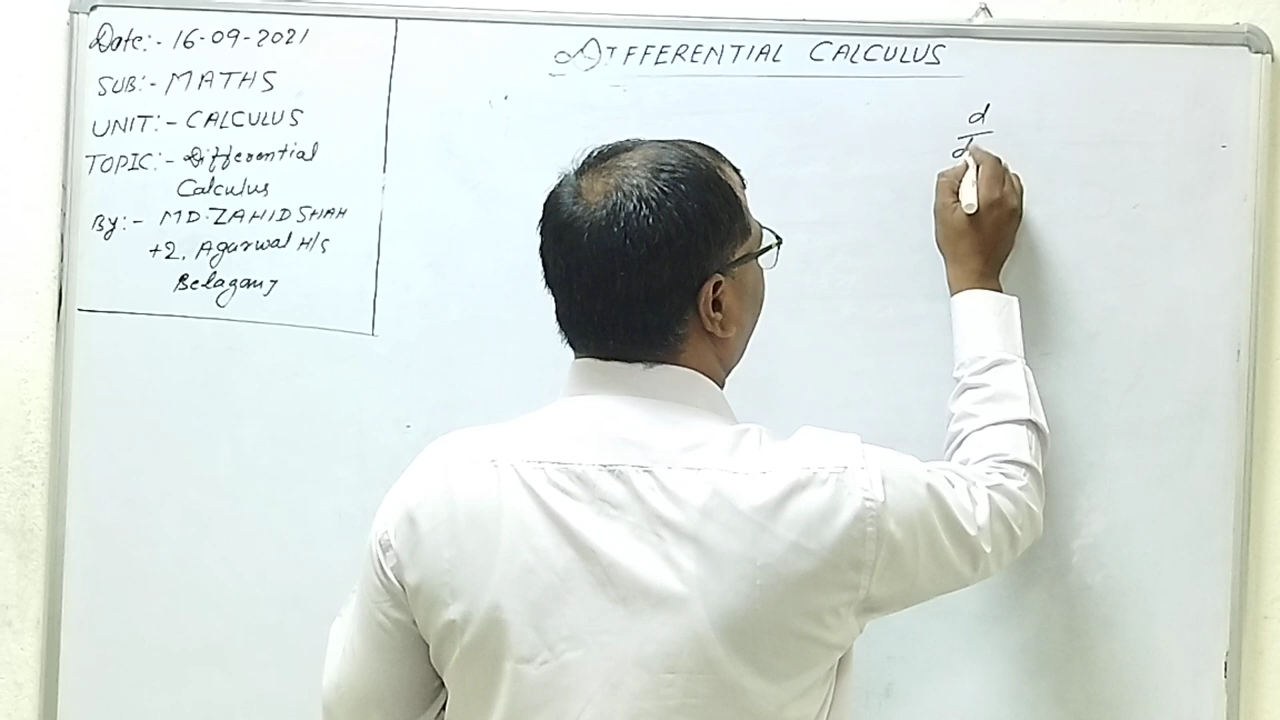 Date:- 16-09-2021
SUB:- MATHS
UNIT:- CALCULUS
TOPIC:- Differential
Calculus
By:- MD. ZAHID SHAH
+2. Agarwal H/S
Belaganj
DIFFERENTIAL CALCULUS
d
d